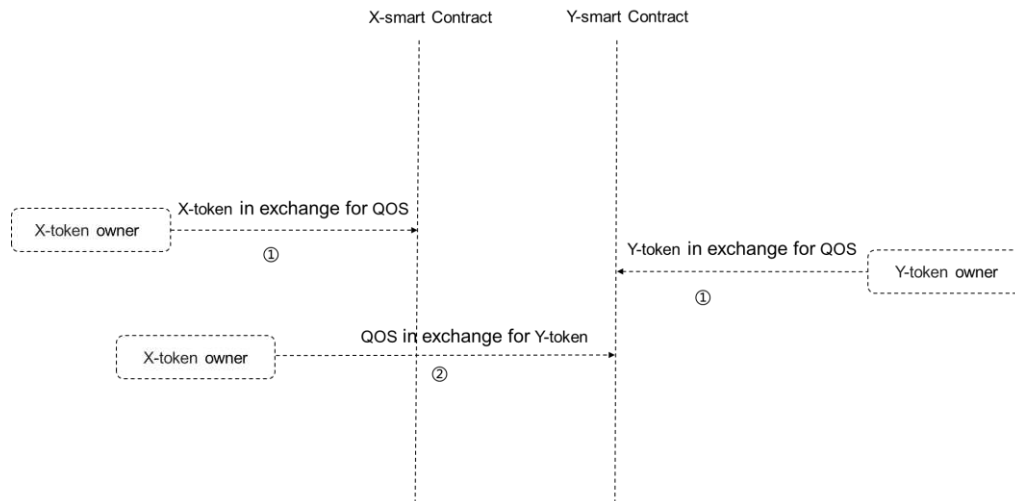 X-smart Contract
Y-smart Contract
X-token in exchange for QOS
X-token owner
①
Y-token in exchange for QOS
Y-token owner
①
QOS in exchange for Y-token
X-token owner
②